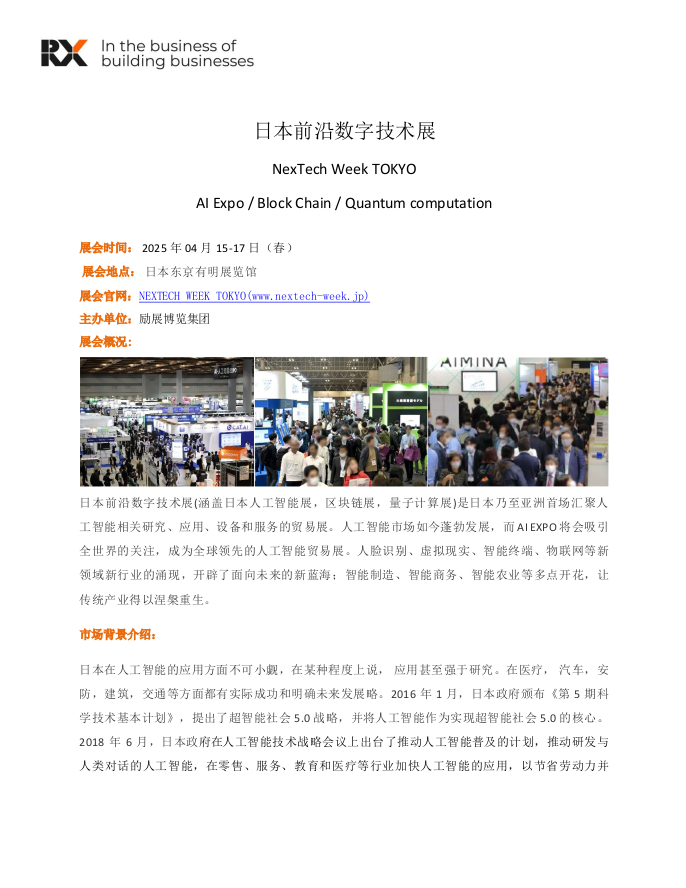 RX In the business of
building businesses
日本前沿数字技术展
NexTech Week TOKYO
AI Expo / Block Chain / Quantum computation
展会时间： 2025 年 04 月 15-17 日（春）
展会地点： 日本东京有明展览馆
展会官网：NEXTECH WEEK TOKYO(www.nextech-week.jp)
主办单位：励展博览集团
展会概况:
AIMINA
日本前沿数字技术展(涵盖日本人工智能展，区块链展，量子计算展)是日本乃至亚洲首场汇聚人
工智能相关研究、应用、设备和服务的贸易展。人工智能市场如今蓬勃发展，而 AI EXPO 将会吸引
全世界的关注，成为全球领先的人工智能贸易展。人脸识别、虚拟现实、智能终端、物联网等新
领域新行业的涌现，开辟了面向未来的新蓝海；智能制造、智能商务、智能农业等多点开花，让
传统产业得以涅槃重生。
市场背景介绍：
日本在人工智能的应用方面不可小觑，在某种程度上说， 应用甚至强于研究。在医疗， 汽车，安
防，建筑，交通等方面都有实际成功和明确未来发展略。2016 年 1 月，日本政府颁布《第 5 期科
学技术基本计划》，提出了超智能社会 5.0 战略，并将人工智能作为实现超智能社会 5.0 的核心。
2018 年 6 月，日本政府在人工智能技术战略会议上出台了推动人工智能普及的计划，推动研发与
人类对话的人工智能，在零售、服务、教育和医疗等行业加快人工智能的应用，以节省劳动力并